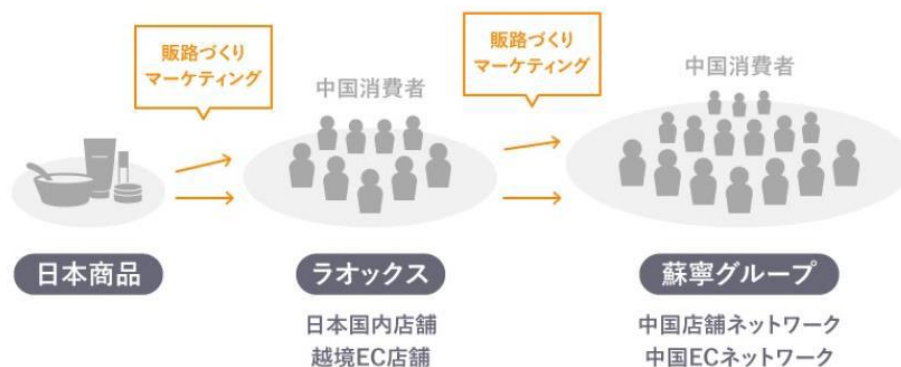 販路づくり
マーケティング
中国消費者
販路づくり
マーケティング
中国消費者
日本商品
ラオックス
日本国内店舗
越境EC店舗
蘇寧グループ
中国店舗ネットワーク
中国ECネットワーク